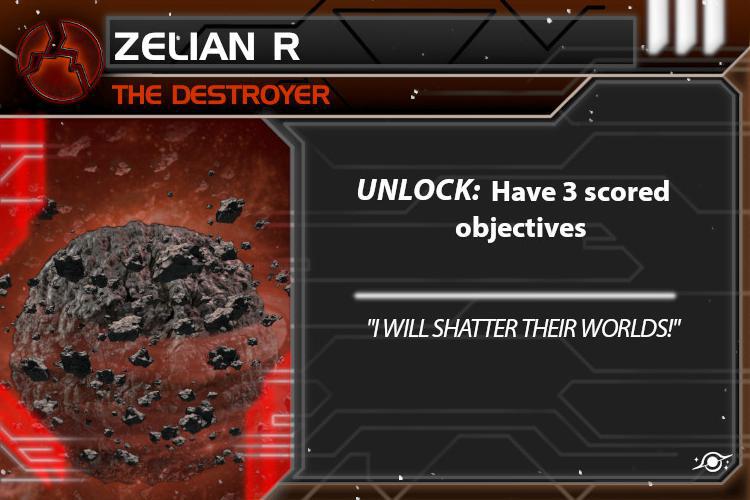 ZELIAN R
THE DESTROYER
UNLOCK: Have 3 scored
objectives
"I WILL SHATTER THEIR WORLDS!"